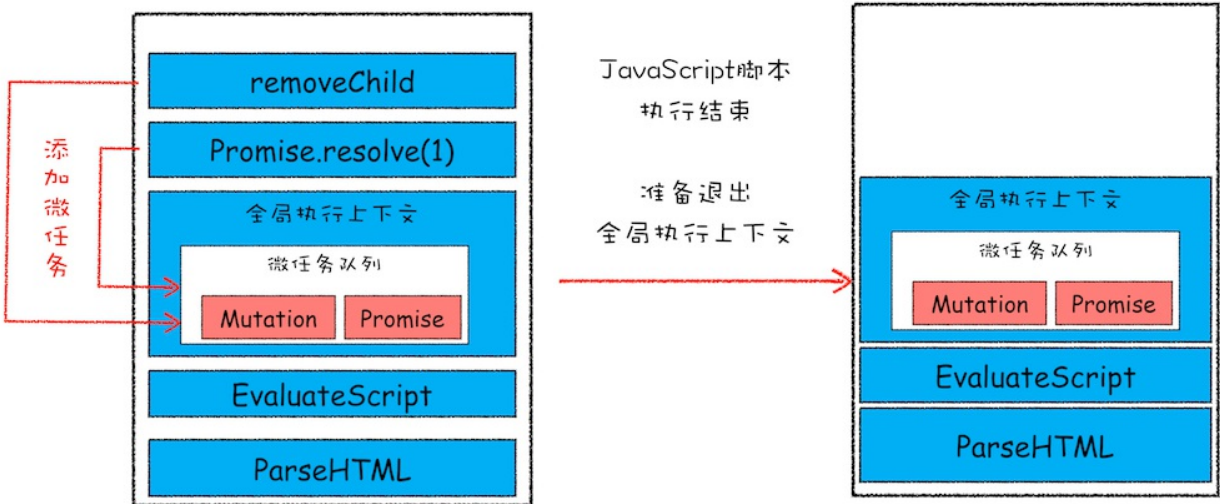 添加微任务
removeChild
Promise.resolve(1)
全局执行上下文
微任务队列
Mutation
Promise
EvaluateScript
ParseHTML
JavaScript脚本
执行结束
准备退出
全局执行上下文
全局执行上下文
微任务队列
Mutation
Promise
EvaluateScript
ParseHTML